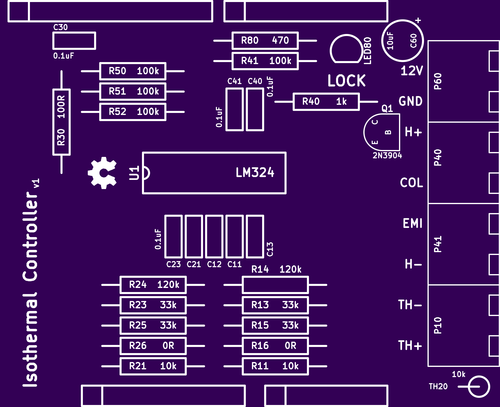 C30
0.1uF
R80 470
R41 100k
LED80
10uF
C60
+
12V
P60
R50 100k
R51 100k
R52 100k
C41 C40
0.1uF
0.1uF
LOCK
R40 1k
GND
R30 100R
Q1
C
B
E
2N3904
H+
P40
U1
LM324
COL
Isothermal Controller v1
EMI
P41
0.1uF
C23 C21 C12 C11 C13
H-
R14 120k
R24 120k
R23 33k
R13 33k
TH-
R25 33k
R15 33k
P10
R26 0R
R16 0R
TH+
R21 10k
R11 10k
10k
TH20